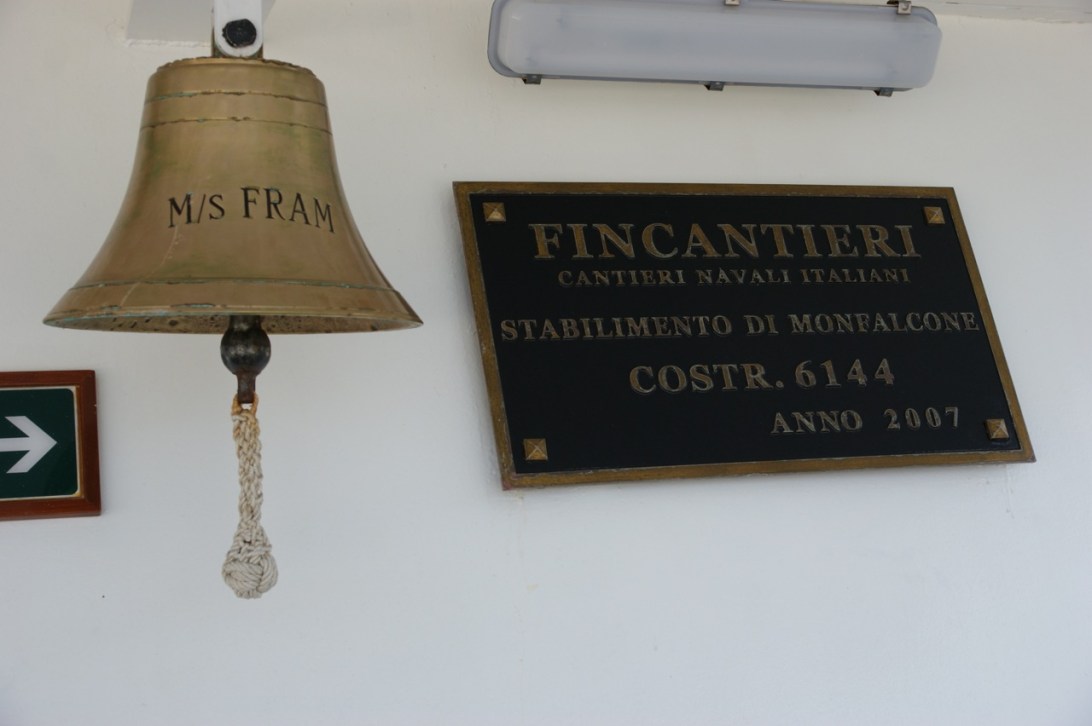 M/S FRAM
FINCANTIERI
CANTIERI NAVALI ITALIANI
STABILIMENTO DI MONFALCONE
COSTR. 6144
ANNO 2007